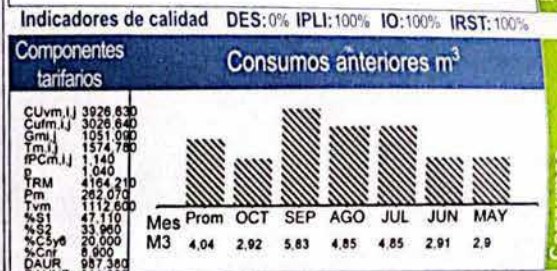 Indicadores de calidad DES:0% IPLI:100% IO:100% IRST:100%
Componentes tarifarios
Consumos anteriores m³
CUvm,i,j 3926.630
Cufm,i,j 3026.640
Gm,i,j 1051.090
Tm,i,j 1574.780
fPCm,i,j 1.140
p 1.040
TRM 4164.210
Pm 262.070
Tvm 1112.600
%S1 47.110
%S2 33.960
%C5y6 20.000
%Cnr 8.900
DAUR 987.380
Mes Prom OCT SEP AGO JUL JUN MAY
M3 4,04 2,92 5,83 4,85 4,85 2,91 2,9